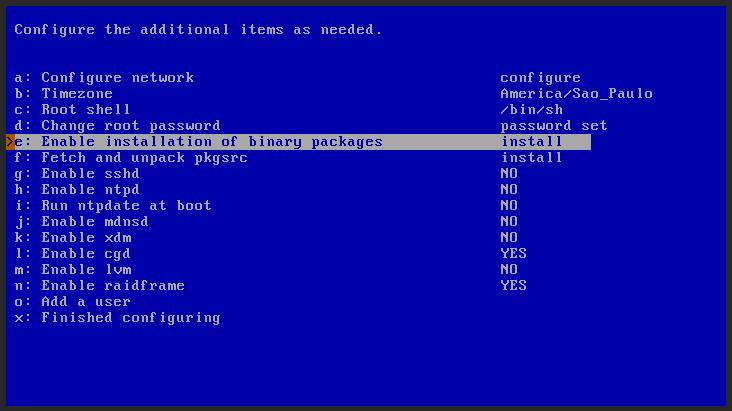 Configure the additional items as needed.
a: Configure network configure
b: Timezone America/Sao_Paulo
c: Root shell /bin/sh
d: Change root password password set
>e: Enable installation of binary packages install
f: Fetch and unpack pkgsrc install
g: Enable sshd NO
h: Enable ntpd NO
i: Run ntpdate at boot NO
j: Enable mdnsd NO
k: Enable xdm NO
l: Enable cgd YES
m: Enable lvm NO
n: Enable raidframe YES
o: Add a user
x: Finished configuring